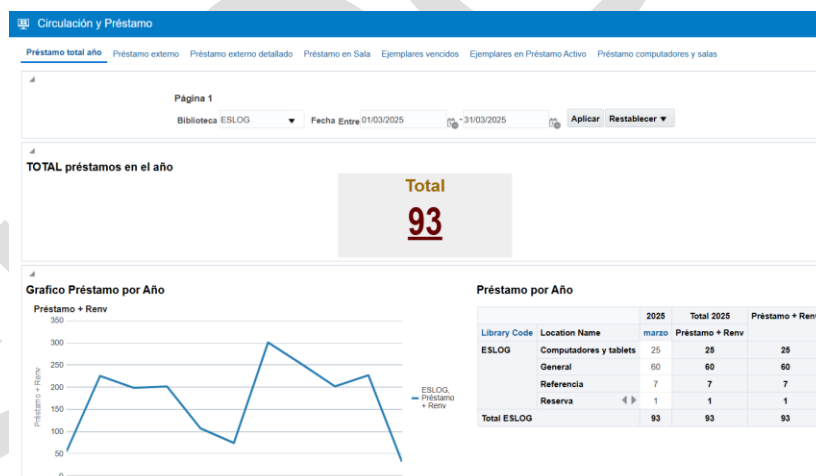 Circulación y Préstamo
Préstamo total año Préstamo externo Préstamo externo detallado Préstamo en Sala Ejemplares vencidos Ejemplares en Préstamo Activo Préstamo computadores y salas
Página 1
Biblioteca ESLOG Fecha Entre 01/03/2025 - 31/03/2025 Aplicar Restablecer
TOTAL préstamos en el año
Total
93
Grafico Préstamo por Año
Préstamo + Renv
350
300
250
200
150
100
50
0
Préstamo + Renv
ESLOG,
Préstamo
+ Renv
Préstamo por Año
2025 Total 2025 Préstamo + Renv
Library Code Location Name marzo Préstamo + Renv
ESLOG Computadores y tablets 25 25 25
General 60 60 60
Referencia 7 7 7
Reserva 1 1 1
Total ESLOG 93 93 93